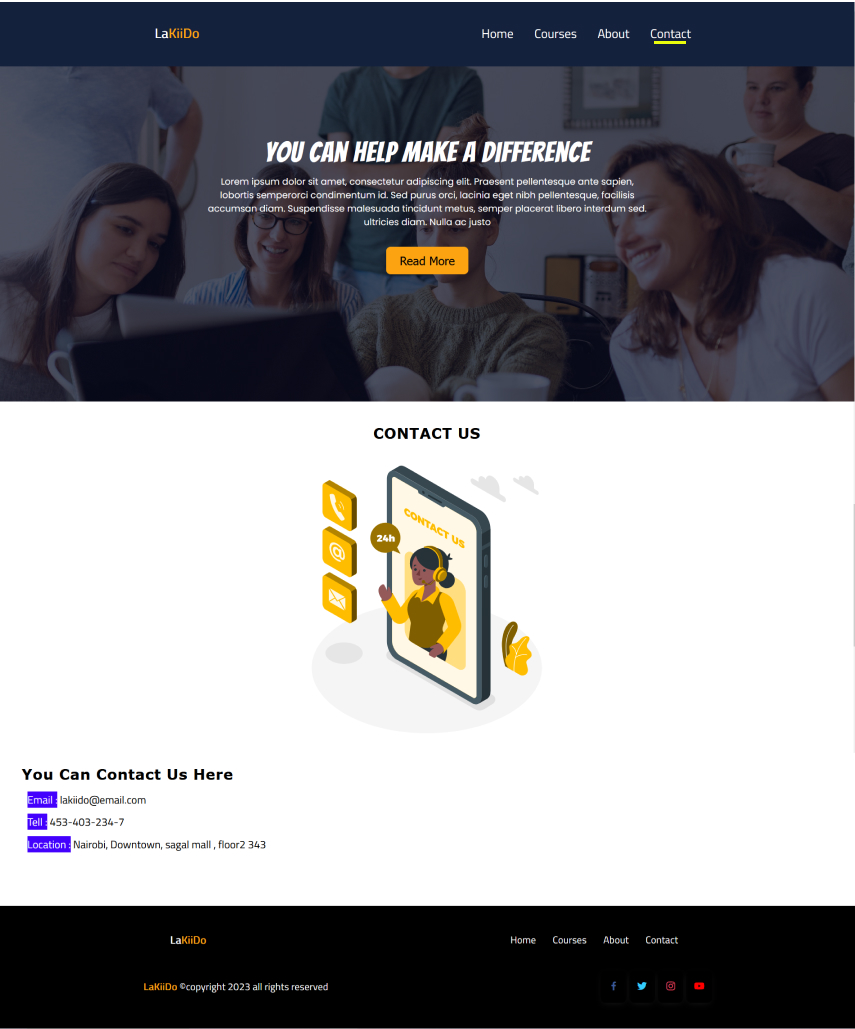 LaKiiDo
Home Courses About Contact
YOU CAN HELP MAKE A DIFFERENCE
Lorem ipsum dolor sit amet, consectetur adipiscing elit. Praesent pellentesque ante sapien,
lobortis semperorci condimentum id. Sed purus orci, lacinia eget nibh pellentesque, facilisis
accumsan diam. Suspendisse malesuada tincidunt metus, semper placerat libero interdum sed.
ultricies diam. Nulla ac justo
Read More
CONTACT US
CONTACT US
24h
@
You Can Contact Us Here
Email : lakiido@email.com
Tell : 453-403-234-7
Location : Nairobi, Downtown, sagal mall , floor2 343
LaKiiDo
Home Courses About Contact
LaKiiDo ©copyright 2023 all rights reserved